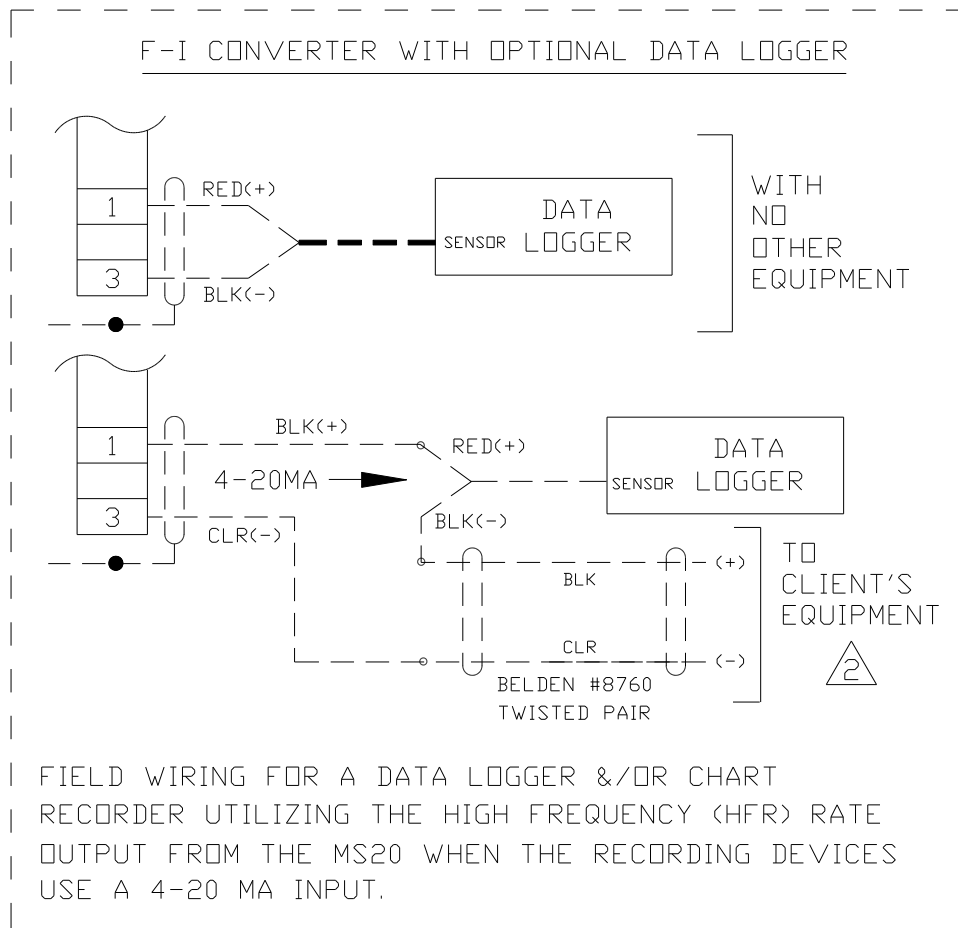 F-I CONVERTER WITH OPTIONAL DATA LOGGER
1
RED(+)
3
BLK(-)
SENSOR
DATA
LOGGER
WITH
NO
OTHER
EQUIPMENT
1
BLK(+)
4-20MA
3
CLR(-)
RED(+)
BLK(-)
SENSOR
DATA
LOGGER
BLK
(+)
CLR
(-)
BELDEN #8760
TWISTED PAIR
TO
CLIENT'S
EQUIPMENT
2
FIELD WIRING FOR A DATA LOGGER &/OR CHART
RECORDER UTILIZING THE HIGH FREQUENCY (HFR) RATE
OUTPUT FROM THE MS20 WHEN THE RECORDING DEVICES
USE A 4-20 MA INPUT.